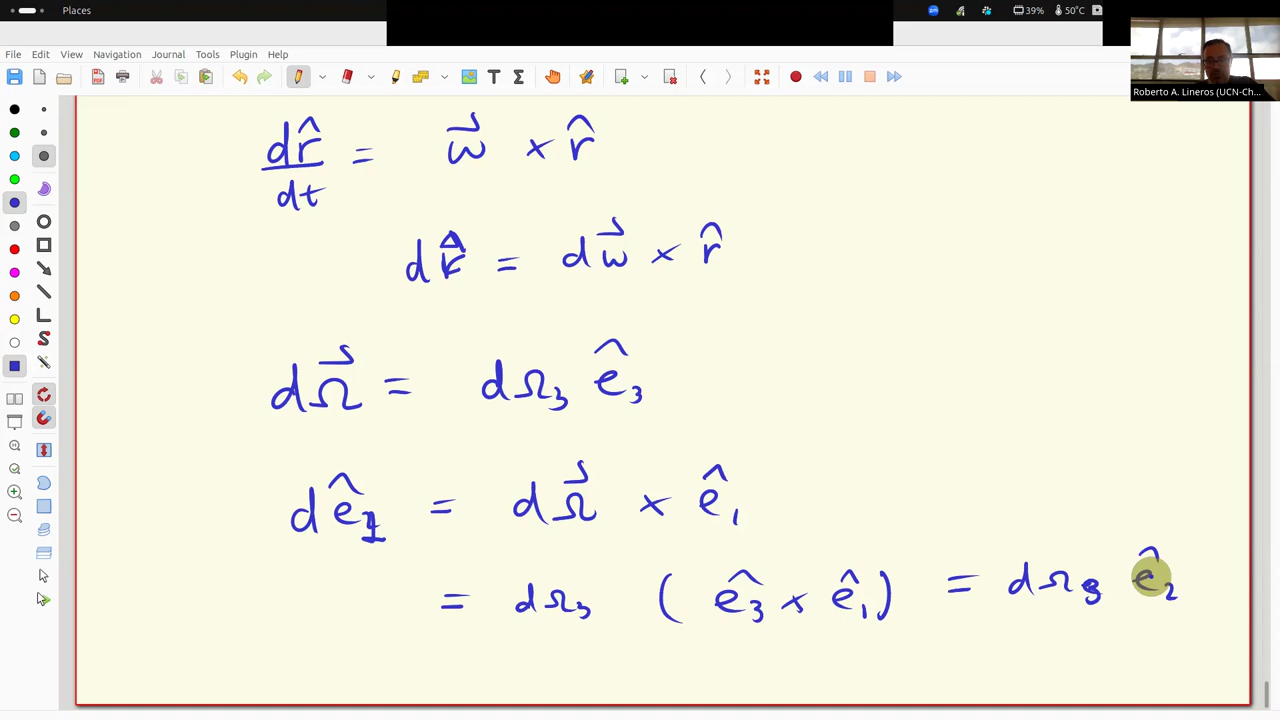 Places
39% 50°C
File Edit View Navigation Journal Tools Plugin Help
Roberto A. Lineros (UCN-Ch...
dr̂/dt = w⃗ × r̂
dr̂ = dw⃗ × r̂
dΩ⃗ = dΩ₃ ê₃
dê₁ = dΩ⃗ × ê₁
= dΩ₃ ( ê₃ × ê₁) = dΩ₃ ê₂